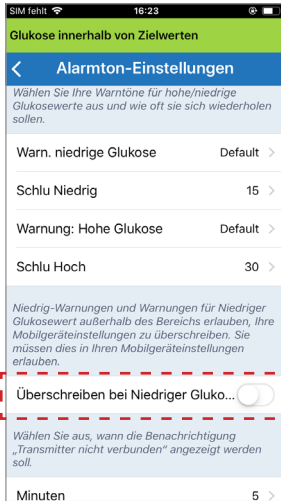 SIM fehlt 16:23
Glukose innerhalb von Zielwerten
Alarmton-Einstellungen
Wählen Sie Ihre Warntöne für hohe/niedrige
Glukosewerte aus und wie oft sie sich wiederholen
sollen.
Warn. niedrige Glukose Default
Schlu Niedrig 15
Warnung: Hohe Glukose Default
Schlu Hoch 30
Niedrig-Warnungen und Warnungen für Niedriger
Glukosewert außerhalb des Bereichs erlauben, Ihre
Mobilgeräteinstellungen zu überschreiben. Sie
müssen dies in Ihren Mobilgeräteinstellungen
erlauben.
Überschreiben bei Niedriger Gluko...
Wählen Sie aus, wann die Benachrichtigung
„Transmitter nicht verbunden“ angezeigt werden
soll.
Minuten 5